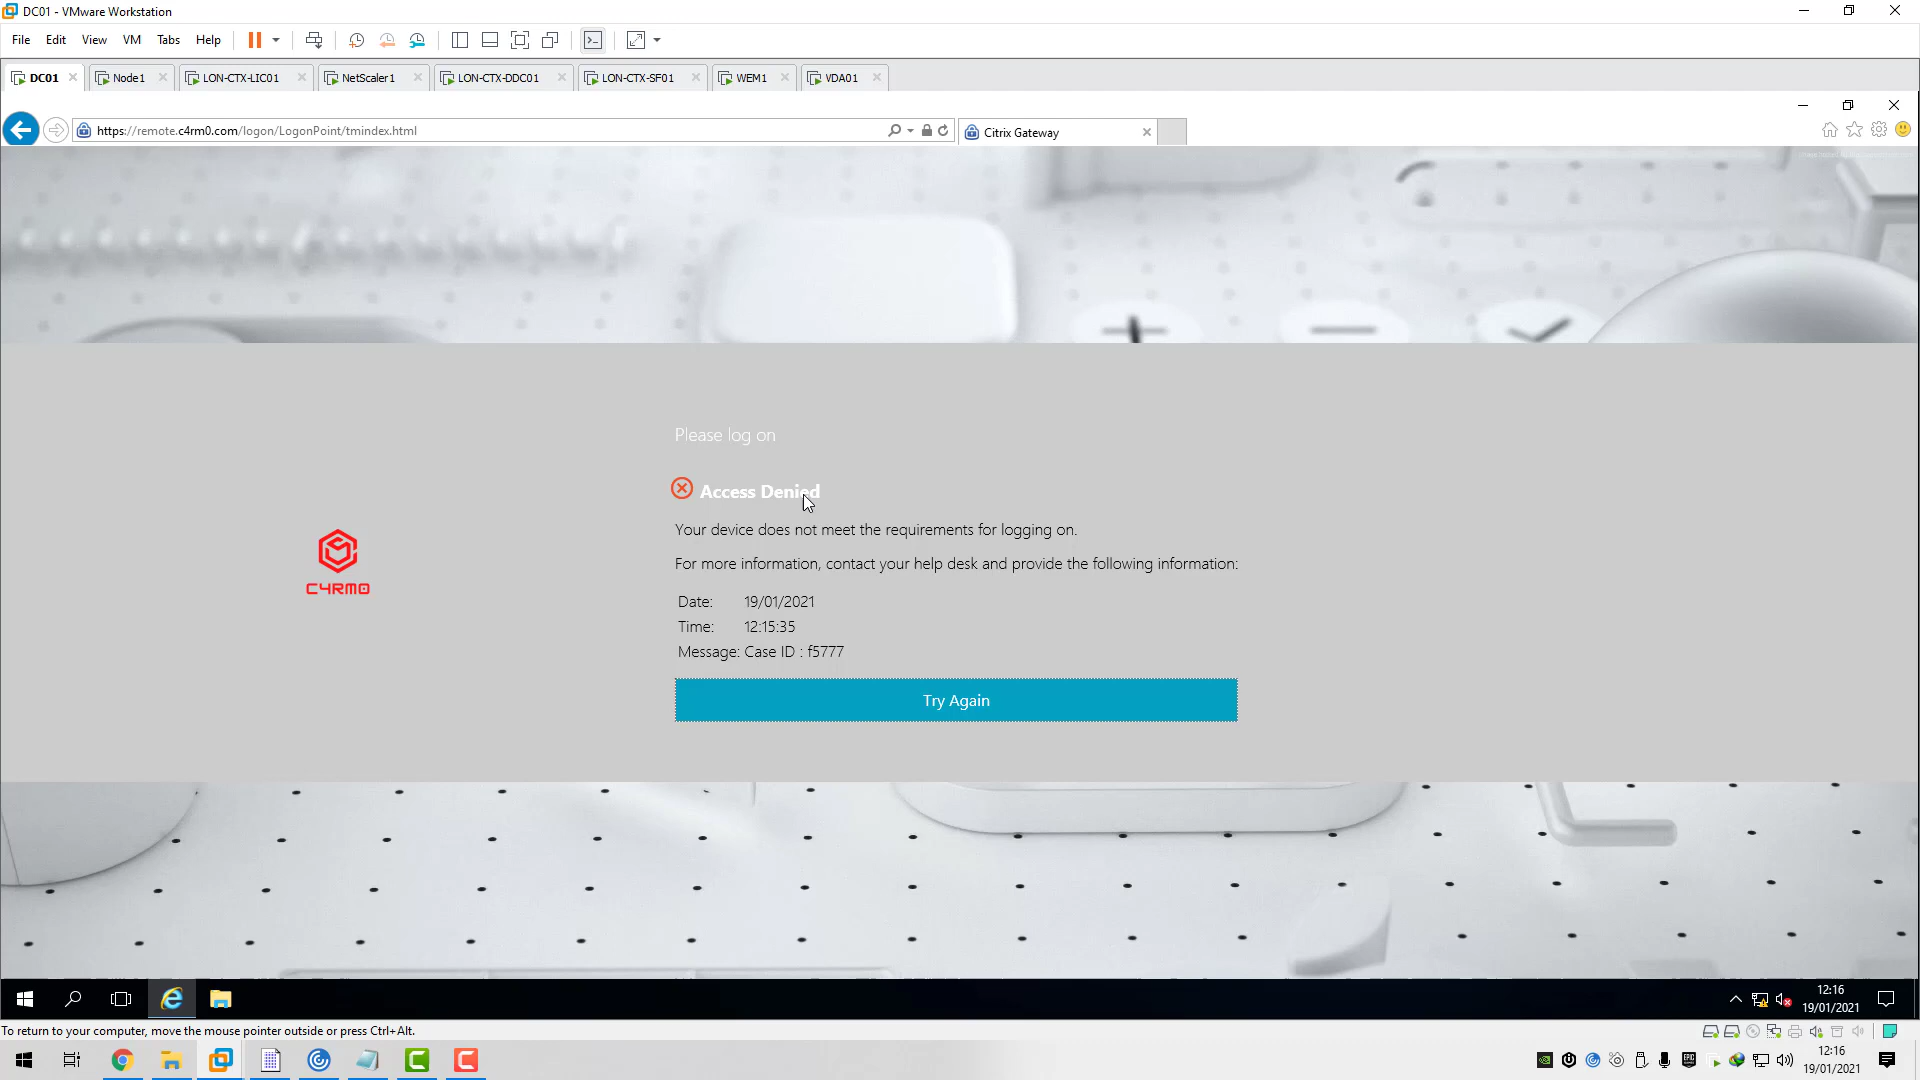 DC01 - VMware Workstation
File Edit View VM Tabs Help
DC01 Node1 LON-CTX-LIC01 NetScaler1 LON-CTX-DDC01 LON-CTX-SF01 WEM1 VDA01
https://remote.c4rm0.com/logon/LogonPoint/tmindex.html Citrix Gateway
Please log on
Access Denied
Your device does not meet the requirements for logging on.
For more information, contact your help desk and provide the following information:
Date: 19/01/2021
Time: 12:15:35
Message: Case ID : f5777
C4RM0
Try Again
12:16
19/01/2021
To return to your computer, move the mouse pointer outside or press Ctrl+Alt.
12:16
19/01/2021